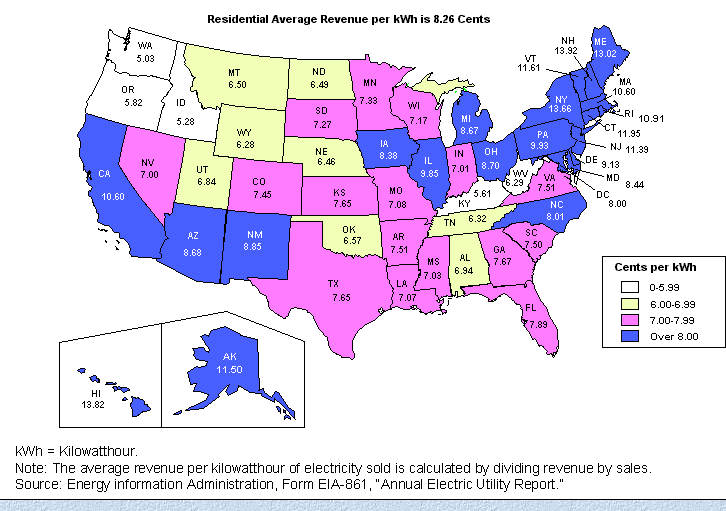 Residential Average Revenue per kWh is 8.26 Cents
WA
5.03
OR
5.82
ID
5.28
MT
6.50
ND
6.49
MN
7.33
SD
7.27
WI
7.17
MI
8.67
WY
6.28
NE
6.46
IA
8.38
IL
9.85
IN
7.01
OH
8.70
PA
9.93
NY
13.66
VT
11.61
NH
13.92
ME
13.02
MA
10.60
RI 10.91
CT
11.95
NJ 11.39
DE 9.13
MD
8.44
DC
8.00
WV
6.29
VA
7.51
KY
5.61
NC
8.01
TN 6.32
SC
7.50
CA
10.60
NV
7.00
UT
6.84
CO
7.45
KS
7.65
MO
7.08
AZ
8.68
NM
8.85
OK
6.57
AR
7.51
TX
7.65
LA
7.07
MS
7.03
AL
6.94
GA
7.67
FL
7.89
HI
13.82
AK
11.50
Cents per kWh
0-5.99
6.00-6.99
7.00-7.99
Over 8.00
kWh = Kilowatthour.
Note: The average revenue per kilowatthour of electricity sold is calculated by dividing revenue by sales.
Source: Energy information Administration, Form EIA-861, "Annual Electric Utility Report."